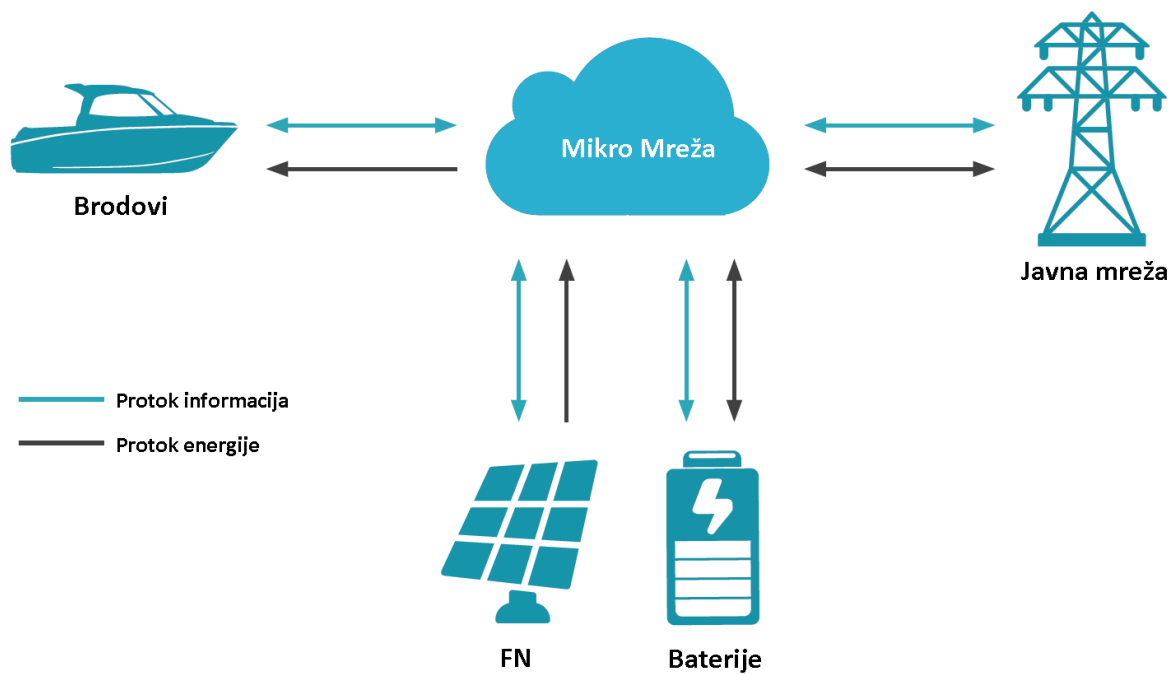 Mikro Mreža
Brodovi
Javna mreža
Protok informacija
Protok energije
FN
Baterije